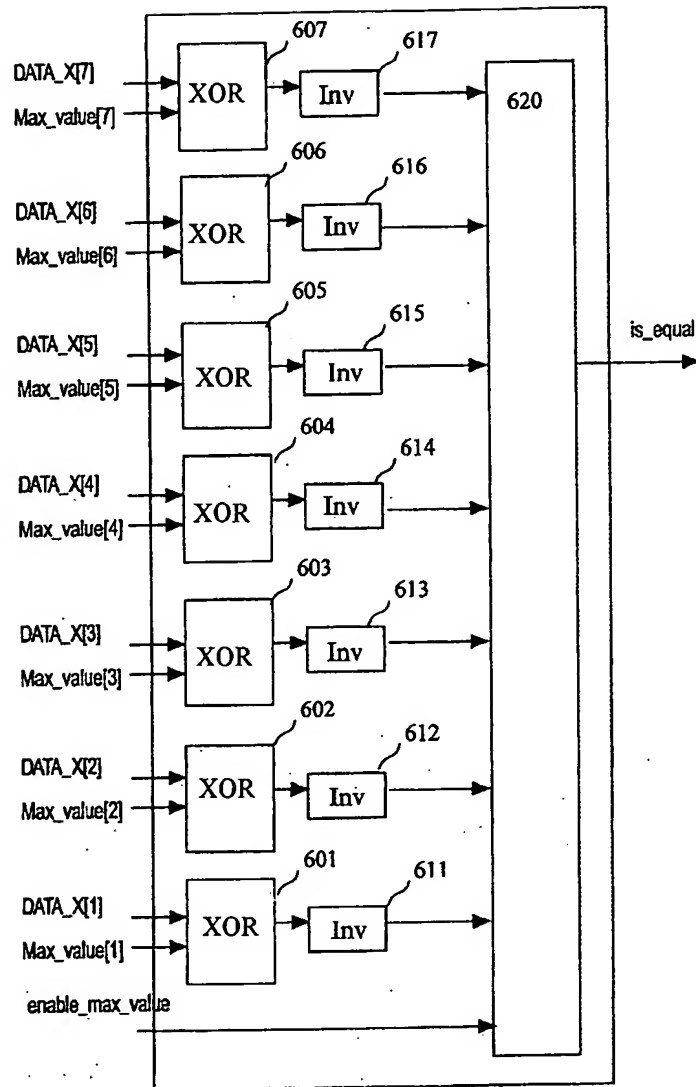 607
617
DATA_X[7]
XOR
Inv
620
Max_value[7]
606
616
DATA_X[6]
XOR
Inv
Max_value[6]
605
615
is_equal
DATA_X[5]
XOR
Inv
Max_value[5]
604
614
DATA_X[4]
XOR
Inv
Max_value[4]
603
613
DATA_X[3]
XOR
Inv
Max_value[3]
602
612
DATA_X[2]
XOR
Inv
Max_value[2]
601
611
DATA_X[1]
XOR
Inv
Max_value[1]
enable_max_value